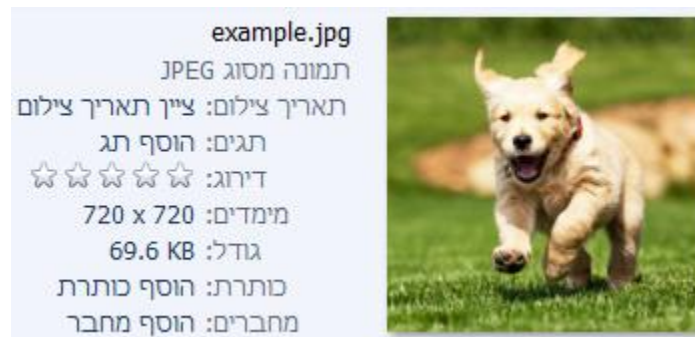 example.jpg
תמונה מסוג JPEG
תאריך צילום: ציין תאריך צילום
תגים: הוסף תג
דירוג: ☆ ☆ ☆ ☆ ☆
מימדים: 720 x 720
גודל: 69.6 KB
כותרת: הוסף כותרת
מחברים: הוסף מחבר